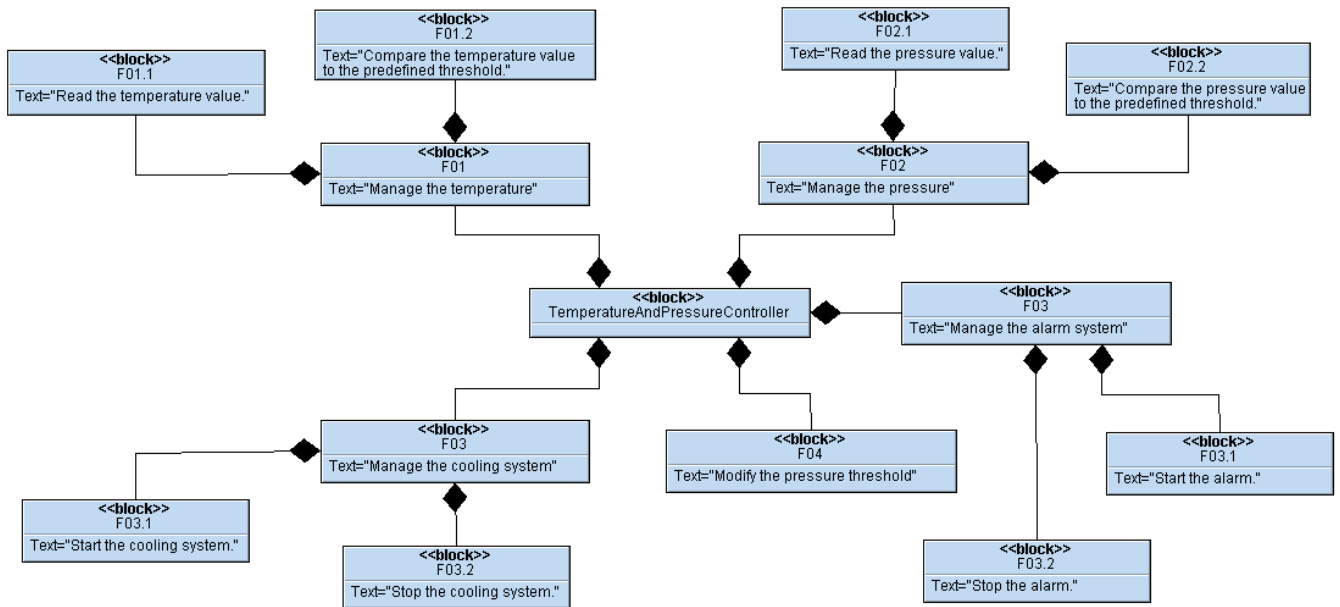 <<block>>
F01.1
Text="Read the temperature value."
<<block>>
F01.2
Text="Compare the temperature value
to the predefined threshold."
<<block>>
F02.1
Text="Read the pressure value."
<<block>>
F02.2
Text="Compare the pressure value
to the predefined threshold."
<<block>>
F01
Text="Manage the temperature"
<<block>>
F02
Text="Manage the pressure"
<<block>>
TemperatureAndPressureController
<<block>>
F03
Text="Manage the alarm system"
<<block>>
F03
Text="Manage the cooling system"
<<block>>
F04
Text="Modify the pressure threshold"
<<block>>
F03.1
Text="Start the alarm."
<<block>>
F03.1
Text="Start the cooling system."
<<block>>
F03.2
Text="Stop the cooling system."
<<block>>
F03.2
Text="Stop the alarm."